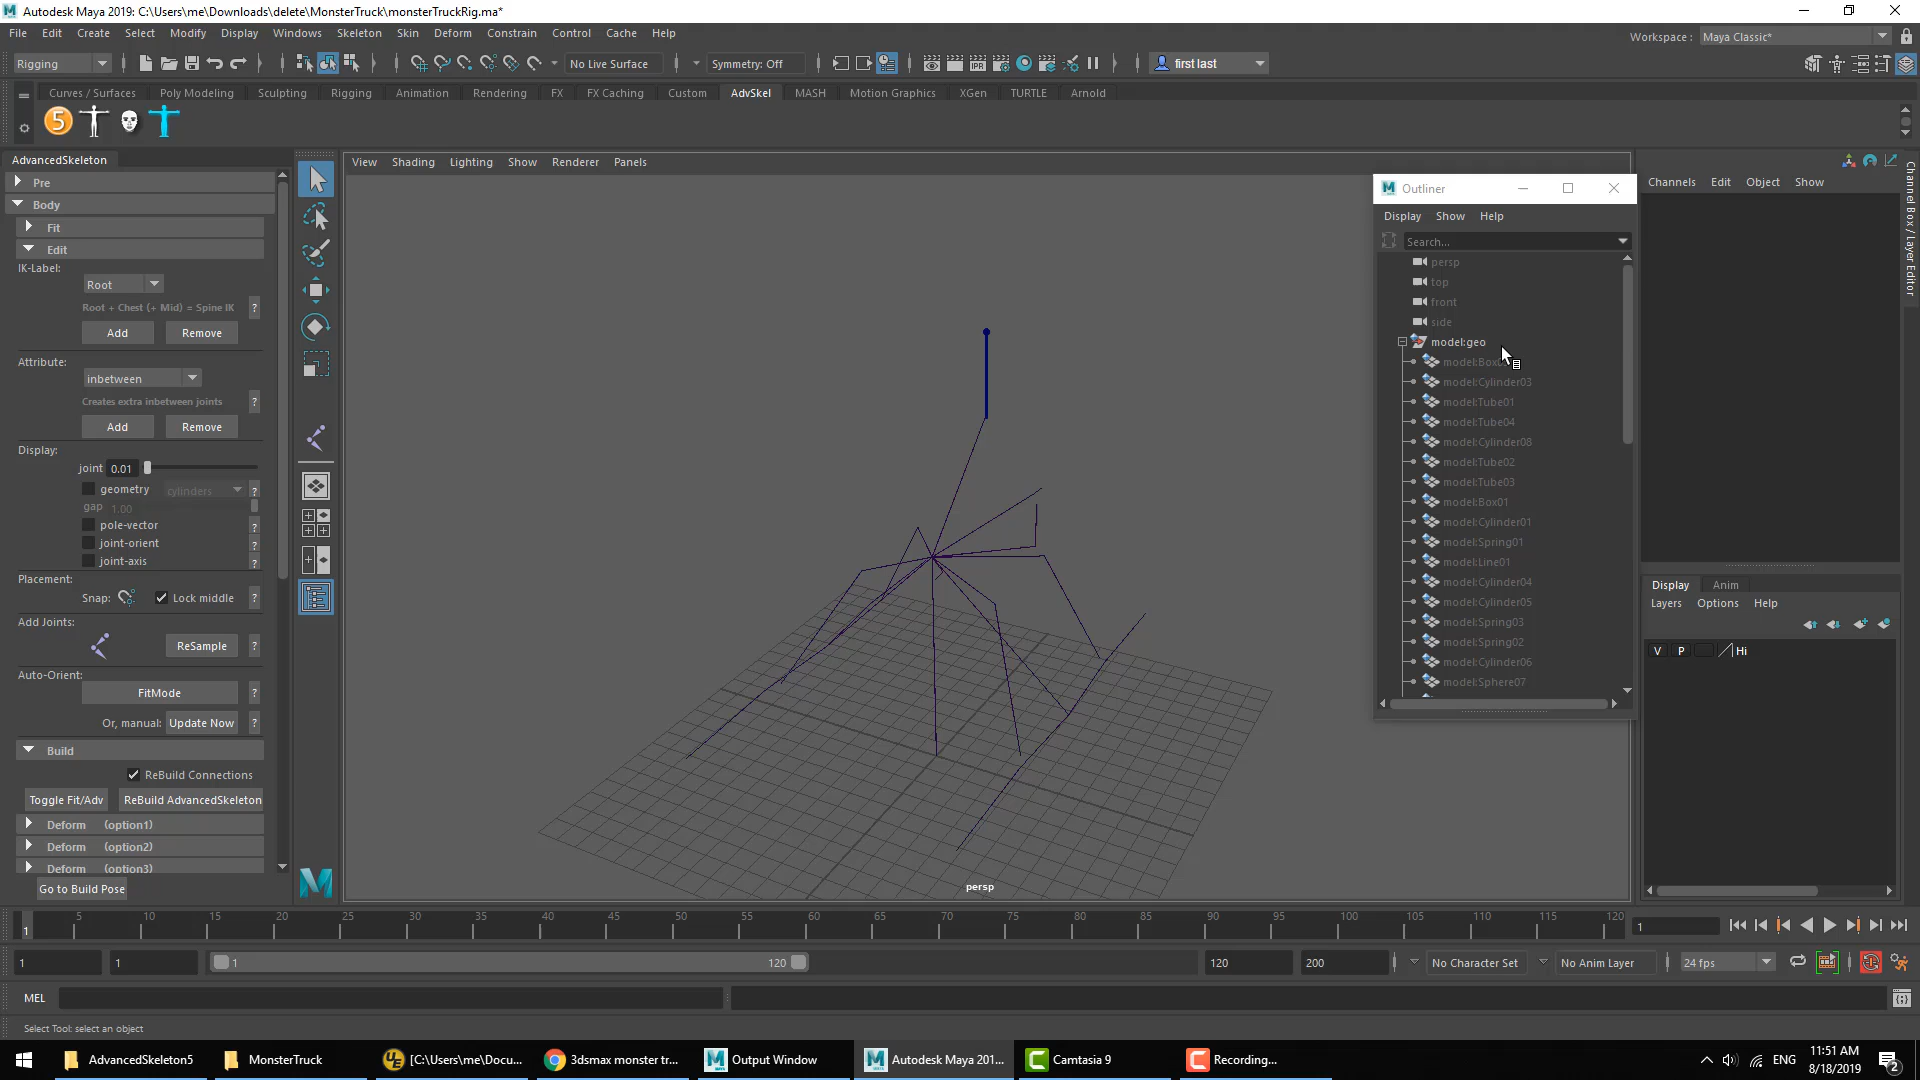 Autodesk Maya 2019: C:\Users\me\Downloads\delete\MonsterTruck\monsterTruckRig.ma*
File Edit Create Select Modify Display Windows Skeleton Skin Deform Constrain Control Cache Help
Workspace : Maya Classic*
Rigging No Live Surface Symmetry: Off first last
Curves / Surfaces Poly Modeling Sculpting Rigging Animation Rendering FX FX Caching Custom AdvSkel MASH Motion Graphics XGen TURTLE Arnold
5
AdvancedSkeleton
Pre
Body
Fit
Edit
IK-Label:
Root
Root + Chest (+ Mid) = Spine IK ?
Add Remove
Attribute:
inbetween
Creates extra inbetween joints ?
Add Remove
Display:
joint 0.01
geometry cylinders ?
gap 1.00
pole-vector ?
joint-orient ?
joint-axis ?
Placement:
Snap: Lock middle ?
Add Joints:
ReSample ?
Auto-Orient:
FitMode ?
Or, manual: Update Now ?
Build
ReBuild Connections
Toggle Fit/Adv ReBuild AdvancedSkeleton
Deform (option1)
Deform (option2)
Deform (option3)
Go to Build Pose
View Shading Lighting Show Renderer Panels
persp
Outliner
Display Show Help
Search...
persp
top
front
side
model:geo
model:Box
model:Cylinder03
model:Tube01
model:Tube04
model:Cylinder08
model:Tube02
model:Tube03
model:Box01
model:Cylinder01
model:Spring01
model:Line01
model:Cylinder04
model:Cylinder05
model:Spring03
model:Spring02
model:Cylinder06
model:Sphere07
Channels Edit Object Show
Channel Box / Layer Editor
Display Anim
Layers Options Help
V P Hi
5 10 15 20 25 30 35 40 45 50 55 60 65 70 75 80 85 90 95 100 105 110 115 120
1 1
1 1 1 120 120 200 No Character Set No Anim Layer 24 fps
MEL
Select Tool: select an object
AdvancedSkeleton5 MonsterTruck [C:\Users\me\Docu... 3dsmax monster tr... Output Window Autodesk Maya 201... Camtasia 9 Recording... ENG 11:51 AM
8/18/2019
2